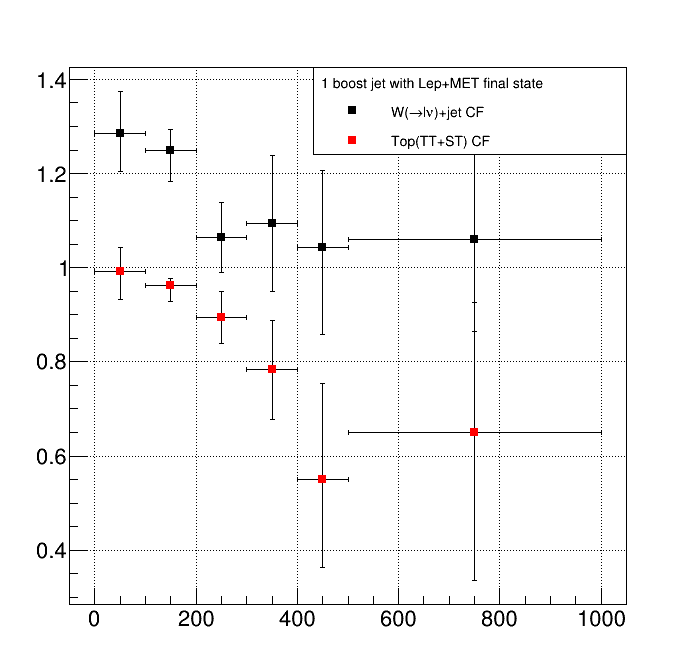 1.4
1 boost jet with Lep+MET final state
W(→lν)+jet CF
Top(TT+ST) CF
1.2
1
0.8
0.6
0.4
0 200 400 600 800 1000